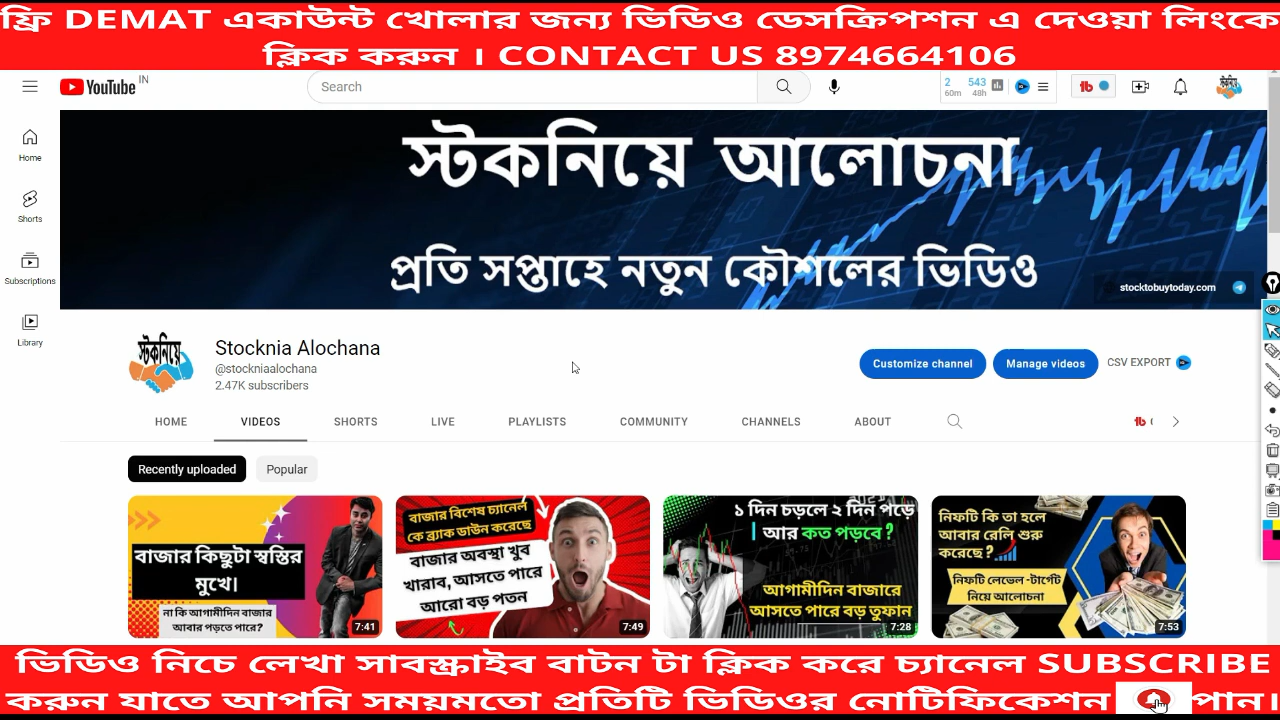 ফ্রি DEMAT একাউন্ট খোলার জন্য ভিডিও ডেসক্রিপশন এ দেওয়া লিংকে
ক্লিক করুন । CONTACT US 8974664106
YouTube IN
Search
2 543
60m 48h
Home
Shorts
Subscriptions
Library
স্টকনিয়ে আলোচনা
প্রতি সপ্তাহে নতুন কৌশলের ভিডিও
stocktobuytoday.com
স্টকনিয়ে
Stocknia Alochana
@stockniaalochana
2.47K subscribers
Customize channel
Manage videos
CSV EXPORT
HOME VIDEOS SHORTS LIVE PLAYLISTS COMMUNITY CHANNELS ABOUT
Recently uploaded
Popular
বাজার কিছুটা স্বস্তির
মুখে।
না কি আগামীদিন বাজার
আবার পড়তে পারে?
7:41
বাজার বিশেষ চ্যানেল
কে ব্র্যাক ডাউন করেছে
বাজার অবস্থা খুব
খারাব, আসতে পারে
আরো বড় পতন
7:49
১ দিন চড়লে ২ দিন পড়ে
আর কত পড়বে ?
আগামীদিন বাজারে
আসতে পারে বড় তুফান
7:28
নিফটি কি তা হলে
আবার রেলি শুরু
করেছে ?
নিফটি লেভেল -টার্গেট
নিয়ে আলোচনা
7:53
ভিডিও নিচে লেখা সাবস্ক্রাইব বাটন টা ক্লিক করে চ্যানেল SUBSCRIBE
করুন যাতে আপনি সময়মতো প্রতিটি ভিডিওর নোটিফিকেশন পান।